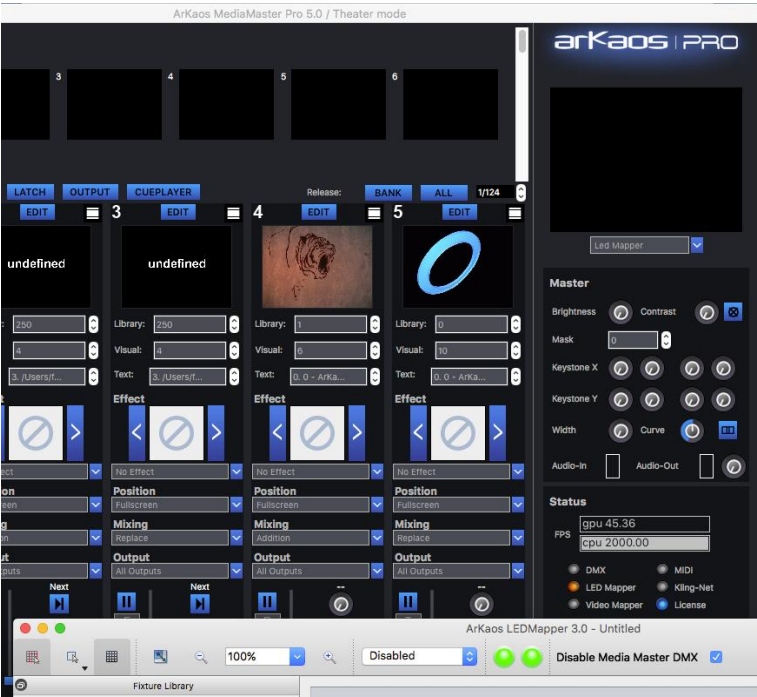 ArKaos MediaMaster Pro 5.0 / Theater mode
arKaos | PRO
3 4 5 6
LATCH OUTPUT CUEPLAYER Release: BANK ALL 1/124
EDIT 3 EDIT 4 EDIT 5 EDIT
undefined undefined
Led Mapper
Master
Brightness Contrast
Library: 250 Library: 1 Library: 0
250
Mask 0
4 Visual: 4 Visual: 6 Visual: 10
3. /Users/f... Text: 3. /Users/f... Text: 0. 0 - ArKa... Text: 0. 0 - ArKa...
Keystone X
Effect Effect Effect
Keystone Y
Width Curve
No Effect No Effect No Effect
Audio-In Audio-Out
Position Position Position
Fullscreen Fullscreen Fullscreen
Status
Mixing Mixing Mixing
Replace Addition Addition
FPS gpu 45.36
cpu 2000.00
Output Output Output
All Outputs All Outputs All Outputs
DMX MIDI
LED Mapper Kling-Net
Video Mapper License
Next Next -- --
ArKaos LEDMapper 3.0 - Untitled
100% Disabled Disable Media Master DMX
Fixture Library